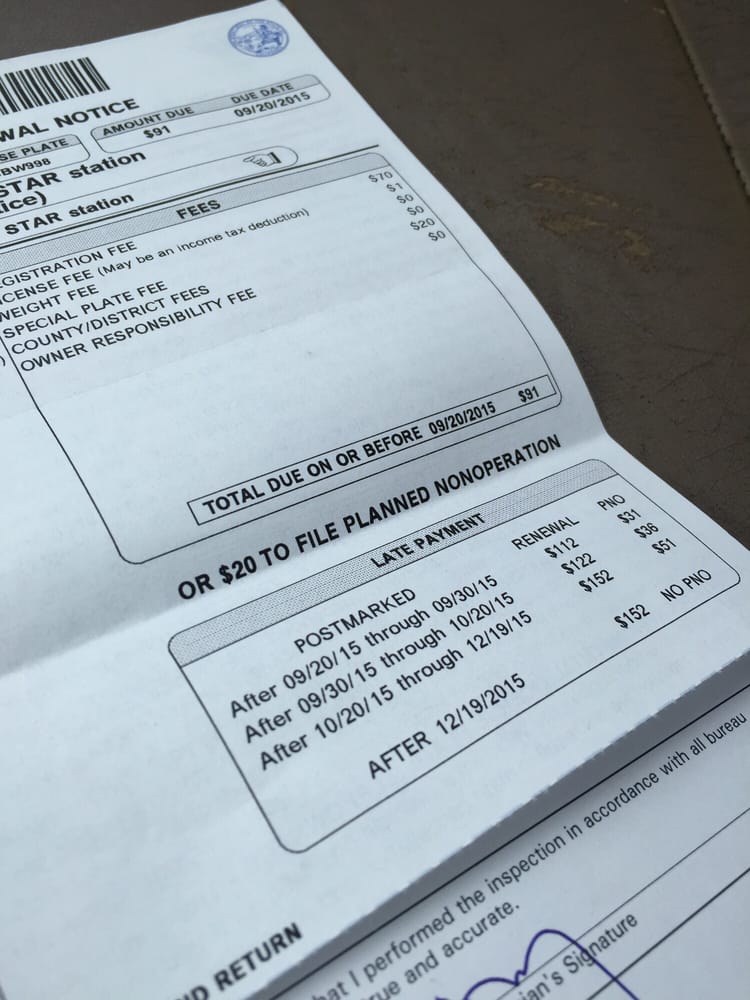 WAL NOTICE
SE PLATE AMOUNT DUE DUE DATE
BW998 $91 09/20/2015
STAR station
ice)
STAR station
FEES
GISTRATION FEE $70
ICENSE FEE (May be an income tax deduction) $1
WEIGHT FEE $0
SPECIAL PLATE FEE $0
) COUNTY/DISTRICT FEES $20
OWNER RESPONSIBILITY FEE $0
TOTAL DUE ON OR BEFORE 09/20/2015 $91
OR $20 TO FILE PLANNED NONOPERATION
LATE PAYMENT
POSTMARKED RENEWAL PNO
After 09/20/15 through 09/30/15 $112 $31
After 09/30/15 through 10/20/15 $122 $36
After 10/20/15 through 12/19/15 $152 $51
AFTER 12/19/2015 $152 NO PNO
ND RETURN
hat I performed the inspection in accordance with all bureau
rue and accurate.
ian's Signature